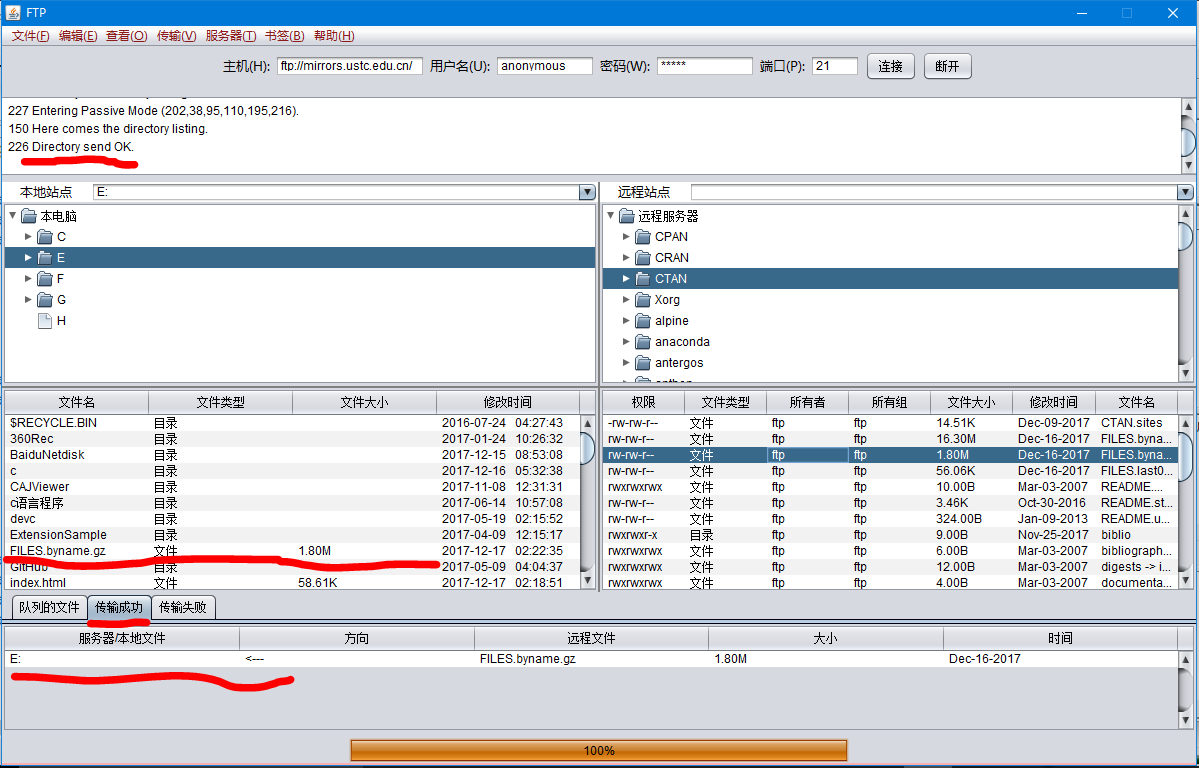 FTP
文件(F) 编辑(E) 查看(O) 传输(V) 服务器(T) 书签(B) 帮助(H)
主机(H): ftp://mirrors.ustc.edu.cn/ 用户名(U): anonymous 密码(W): ***** 端口(P): 21 连接 断开
227 Entering Passive Mode (202,38,95,110,195,216).
150 Here comes the directory listing.
226 Directory send OK.
本地站点 E:
本电脑
C
E
F
G
H
远程站点
远程服务器
CPAN
CRAN
CTAN
Xorg
alpine
anaconda
antergos
文件名 文件类型 文件大小 修改时间
$RECYCLE.BIN 目录 2016-07-24 04:27:43
360Rec 目录 2017-01-24 10:26:32
BaiduNetdisk 目录 2017-12-15 08:53:08
c 目录 2017-12-16 05:32:38
CAJViewer 目录 2017-11-08 12:31:31
c语言程序 目录 2017-06-14 10:57:08
devc 目录 2017-05-19 02:15:52
ExtensionSample 目录 2017-04-09 12:15:17
FILES.byname.gz 文件 1.80M 2017-12-17 02:22:35
GitHub 目录 2017-05-09 04:04:37
index.html 文件 58.61K 2017-12-17 02:18:51
权限 文件类型 所有者 所有组 文件大小 修改时间 文件名
-rw-rw-r-- 文件 ftp ftp 14.51K Dec-09-2017 CTAN.sites
rw-rw-r-- 文件 ftp ftp 16.30M Dec-16-2017 FILES.byna...
rw-rw-r-- 文件 ftp ftp 1.80M Dec-16-2017 FILES.byna...
rw-rw-r-- 文件 ftp ftp 56.06K Dec-16-2017 FILES.last0...
rwxrwxrwx 文件 ftp ftp 10.00B Mar-03-2007 README....
rw-rw-r-- 文件 ftp ftp 3.46K Oct-30-2016 README.st...
rw-rw-r-- 文件 ftp ftp 324.00B Jan-09-2013 README.u...
rwxrwxr-x 目录 ftp ftp 9.00B Nov-25-2017 biblio
rwxrwxrwx 文件 ftp ftp 6.00B Mar-03-2007 bibliograph...
rwxrwxrwx 文件 ftp ftp 12.00B Mar-03-2007 digests -> i...
rwxrwxrwx 文件 ftp ftp 4.00B Mar-03-2007 documenta...
队列的文件 传输成功 传输失败
服务器/本地文件 方向 远程文件 大小 时间
E: <--- FILES.byname.gz 1.80M Dec-16-2017
100%